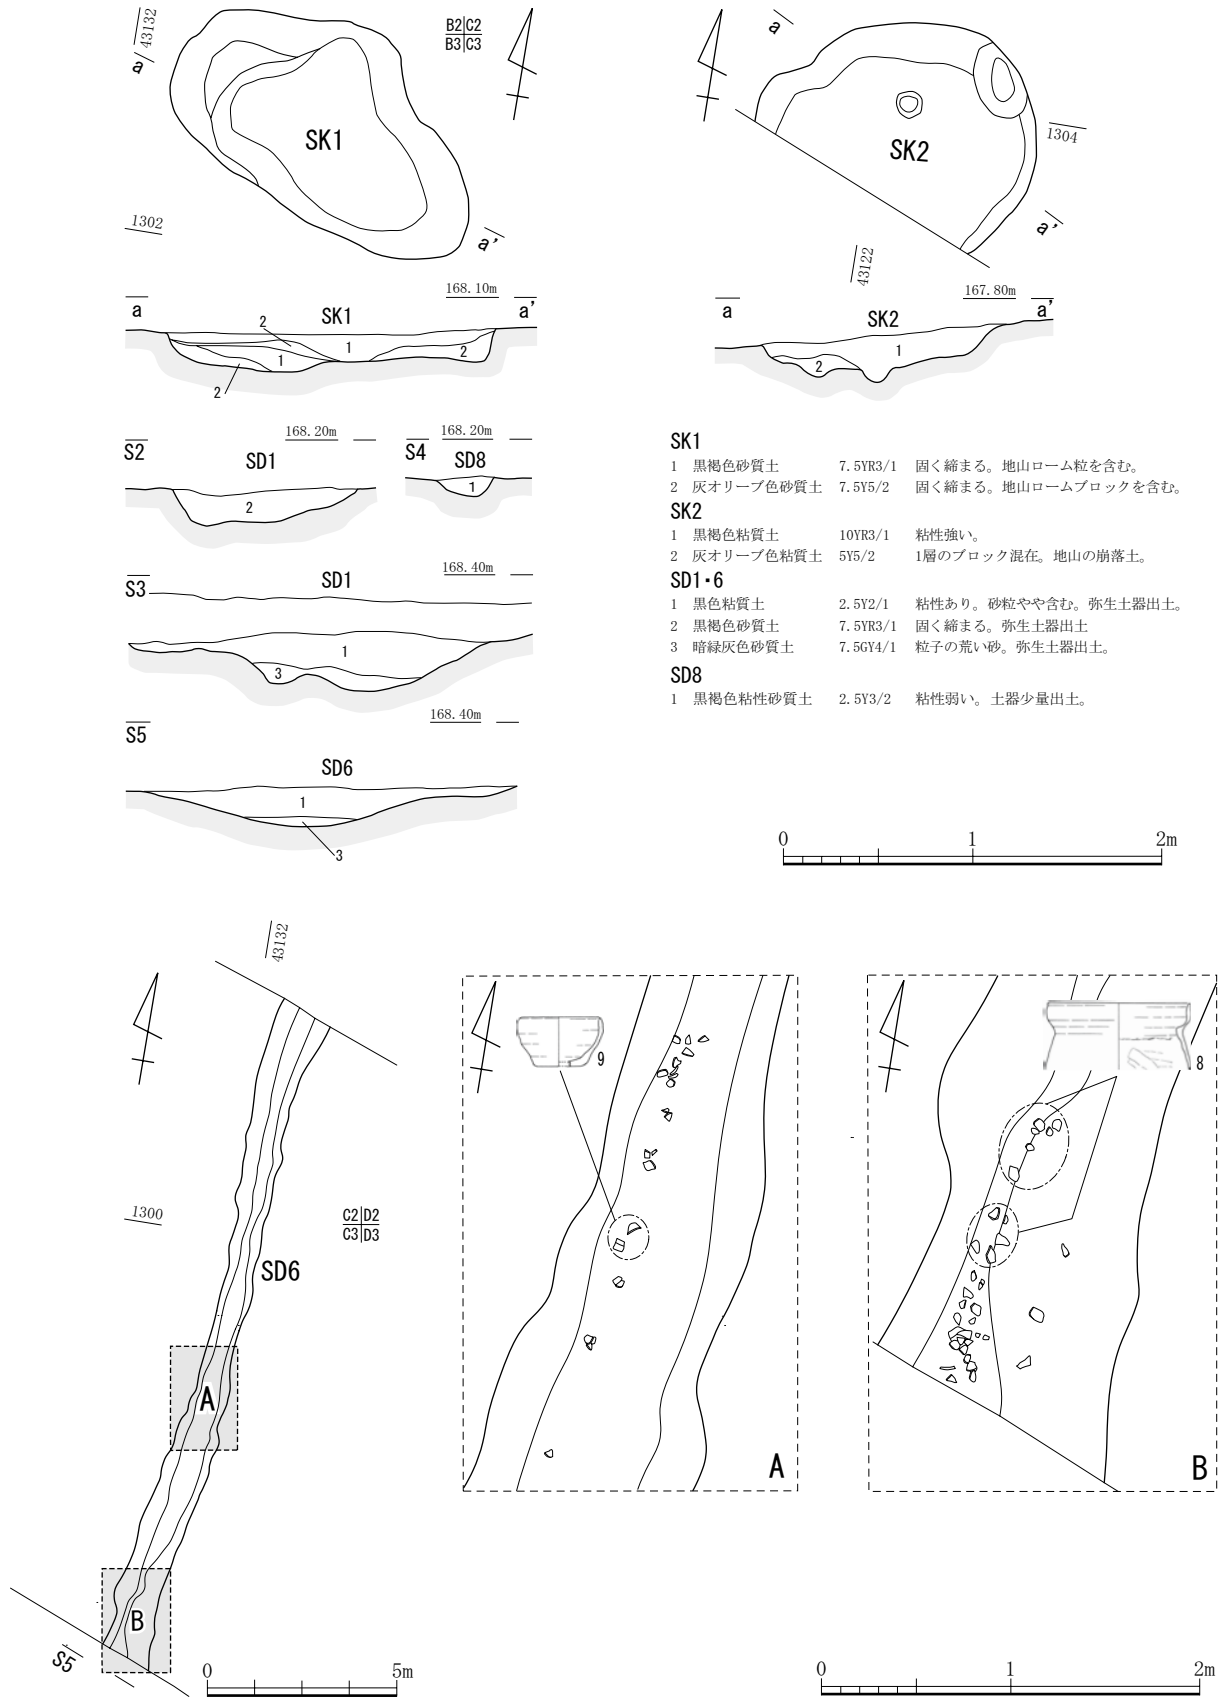 43132
a
B2|C2
B3|C3
SK1
1302
a'
a
43122
SK2
1304
a'
168.10m
a
SK1
a'
2
1
1
2
2
167.80m
a
SK2
a'
1
2
S2
168.20m
SD1
2
S4
168.20m
SD8
1
S3
168.40m
SD1
1
3
S5
168.40m
SD6
1
3
SK1
1 黒褐色砂質土 7.5YR3/1 固く締まる。地山ローム粒を含む。
2 灰オリーブ色砂質土 7.5Y5/2 固く締まる。地山ロームブロックを含む。
SK2
1 黒褐色粘質土 10YR3/1 粘性強い。
2 灰オリーブ色粘質土 5Y5/2 1層のブロック混在。地山の崩落土。
SD1・6
1 黒色粘質土 2.5Y2/1 粘性あり。砂粒やや含む。弥生土器出土。
2 黒褐色砂質土 7.5YR3/1 固く締まる。弥生土器出土
3 暗緑灰色砂質土 7.5GY4/1 粒子の荒い砂。弥生土器出土。
SD8
1 黒褐色粘性砂質土 2.5Y3/2 粘性弱い。土器少量出土。
0 1 2m
43132
1300
C2|D2
C3|D3
SD6
A
B
S5
0 5m
9
A
8
B
0 1 2m